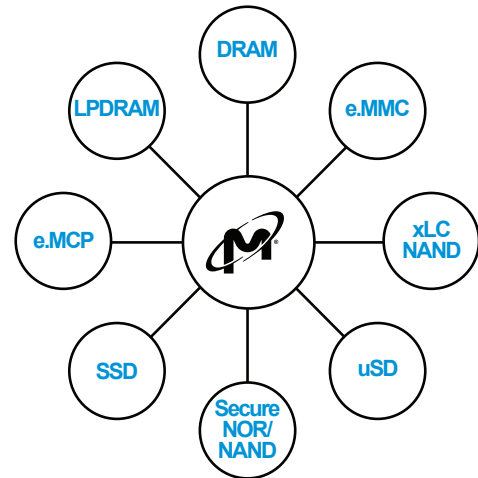 DRAM
LPDRAM
e.MMC
e.MCP
M®
xLC
NAND
SSD
uSD
Secure
NOR/
NAND